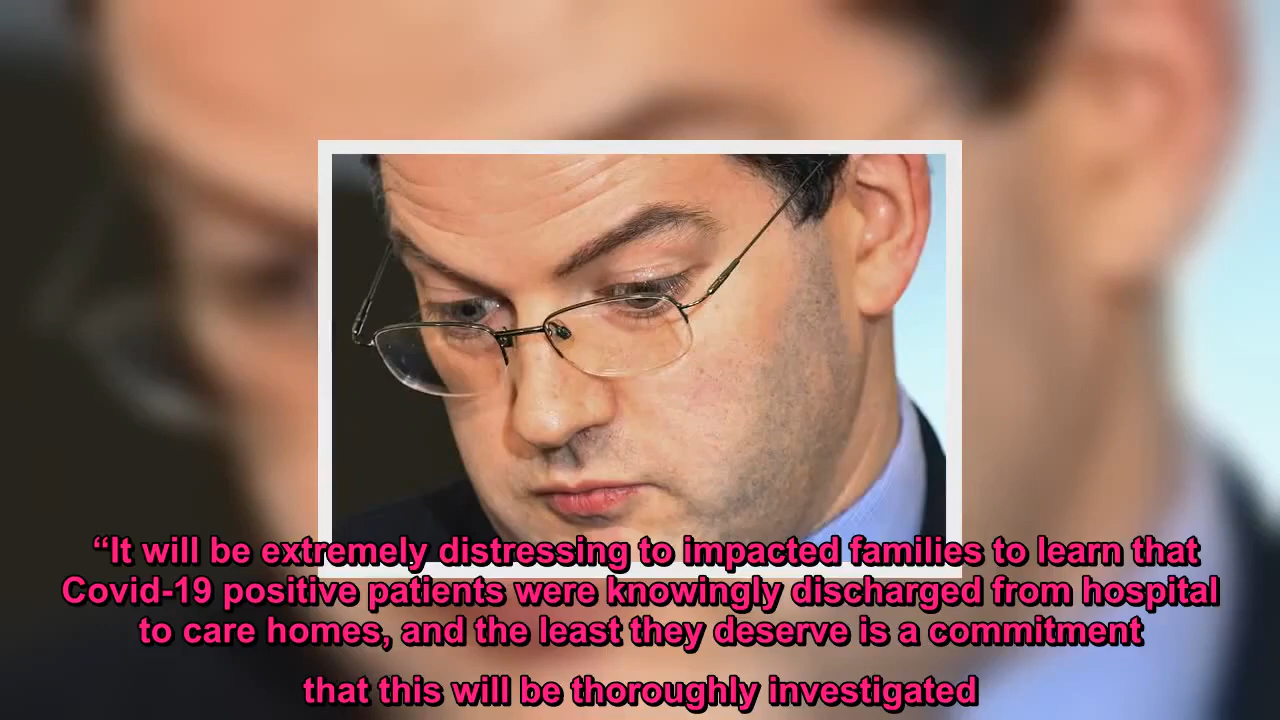 “It will be extremely distressing to impacted families to learn that
Covid-19 positive patients were knowingly discharged from hospital
to care homes, and the least they deserve is a commitment
that this will be thoroughly investigated